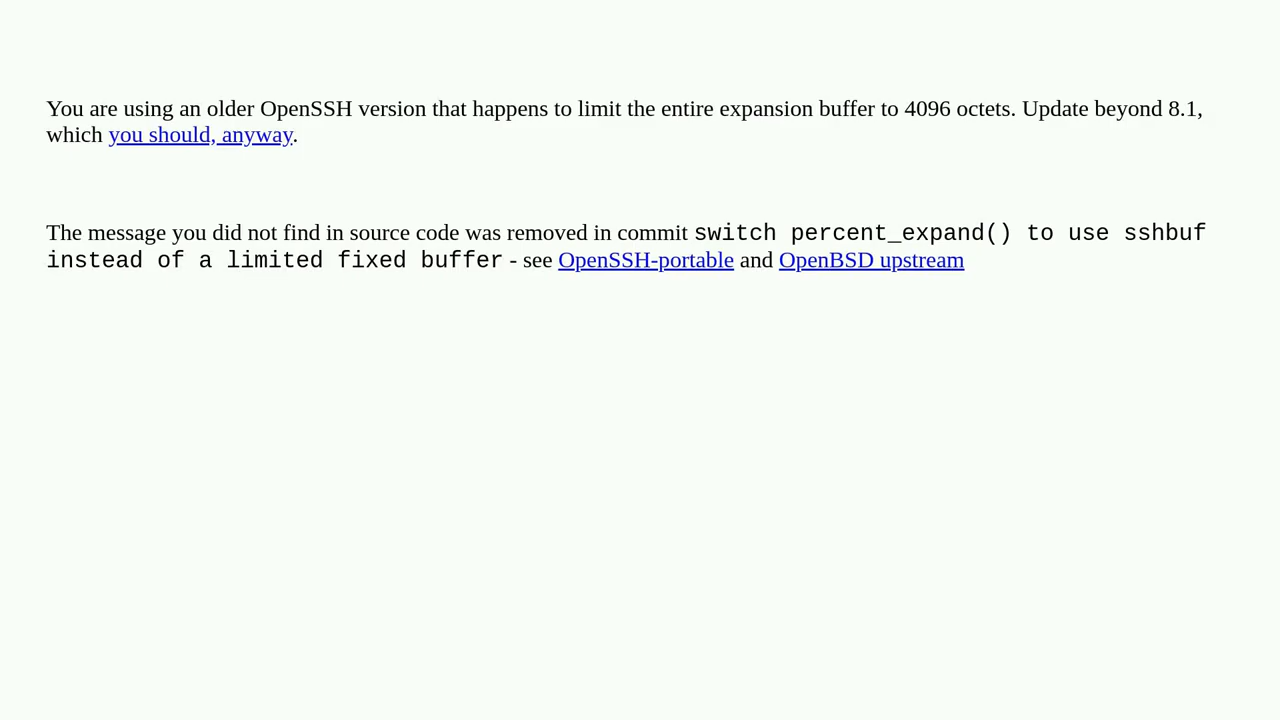 You are using an older OpenSSH version that happens to limit the entire expansion buffer to 4096 octets. Update beyond 8.1,
which you should, anyway.
The message you did not find in source code was removed in commit switch percent_expand() to use sshbuf
instead of a limited fixed buffer - see OpenSSH-portable and OpenBSD upstream